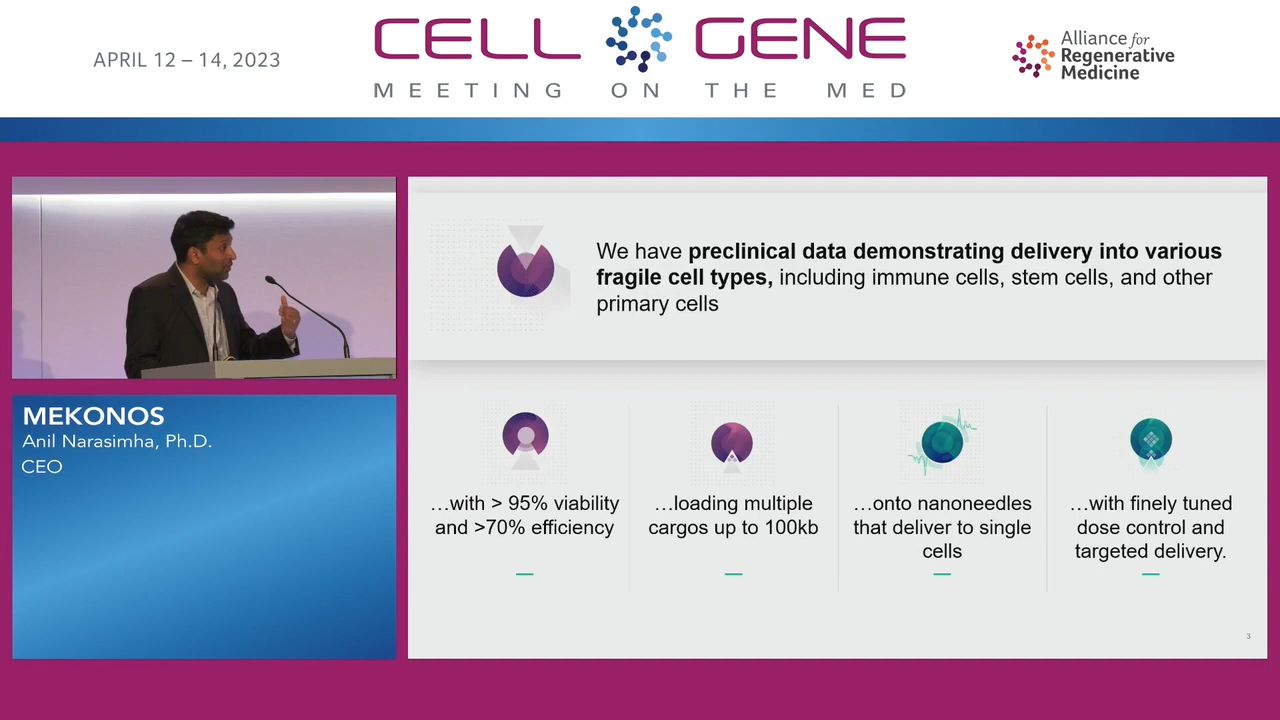 APRIL 12 – 14, 2023
CELL GENE
MEETING ON THE MED
Alliance for
Regenerative
Medicine
We have preclinical data demonstrating delivery into various
fragile cell types, including immune cells, stem cells, and other
primary cells
MEKONOS
Anil Narasimha, Ph.D.
CEO
…with > 95% viability
and >70% efficiency
…loading multiple
cargos up to 100kb
…onto nanoneedles
that deliver to single
cells
…with finely tuned
dose control and
targeted delivery.
3